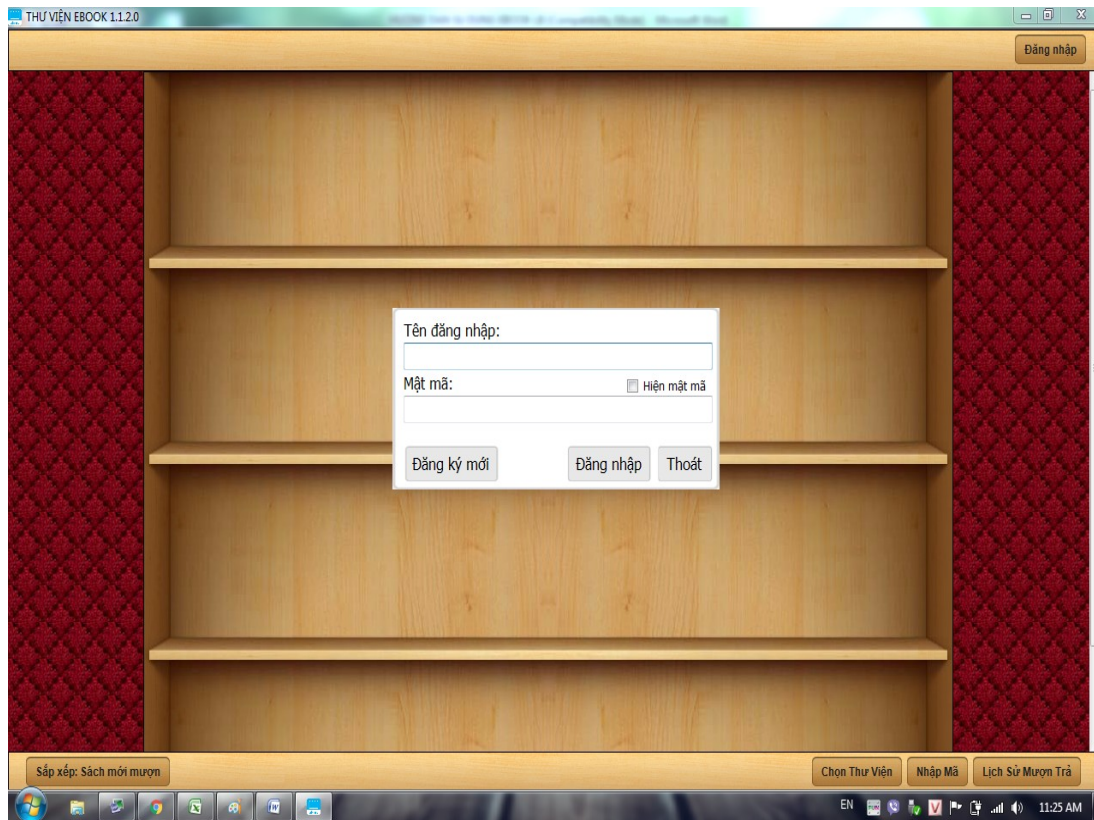 THƯ VIỆN EBOOK 1.1.2.0
Đăng nhập
Tên đăng nhập:
Mật mã:
Hiện mật mã
Đăng ký mới
Đăng nhập
Thoát
Sắp xếp: Sách mới mượn
Chọn Thư Viện
Nhập Mã
Lịch Sử Mượn Trả
EN
11:25 AM